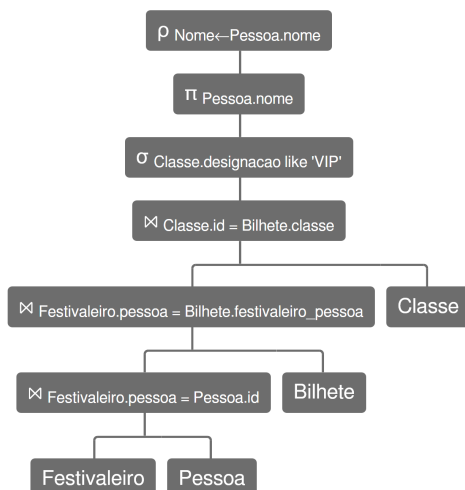 ρ Nome←Pessoa.nome
π Pessoa.nome
σ Classe.designacao like 'VIP'
⋈ Classe.id = Bilhete.classe
⋈ Festivaleiro.pessoa = Bilhete.festivaleiro_pessoa
Classe
⋈ Festivaleiro.pessoa = Pessoa.id
Bilhete
Festivaleiro
Pessoa